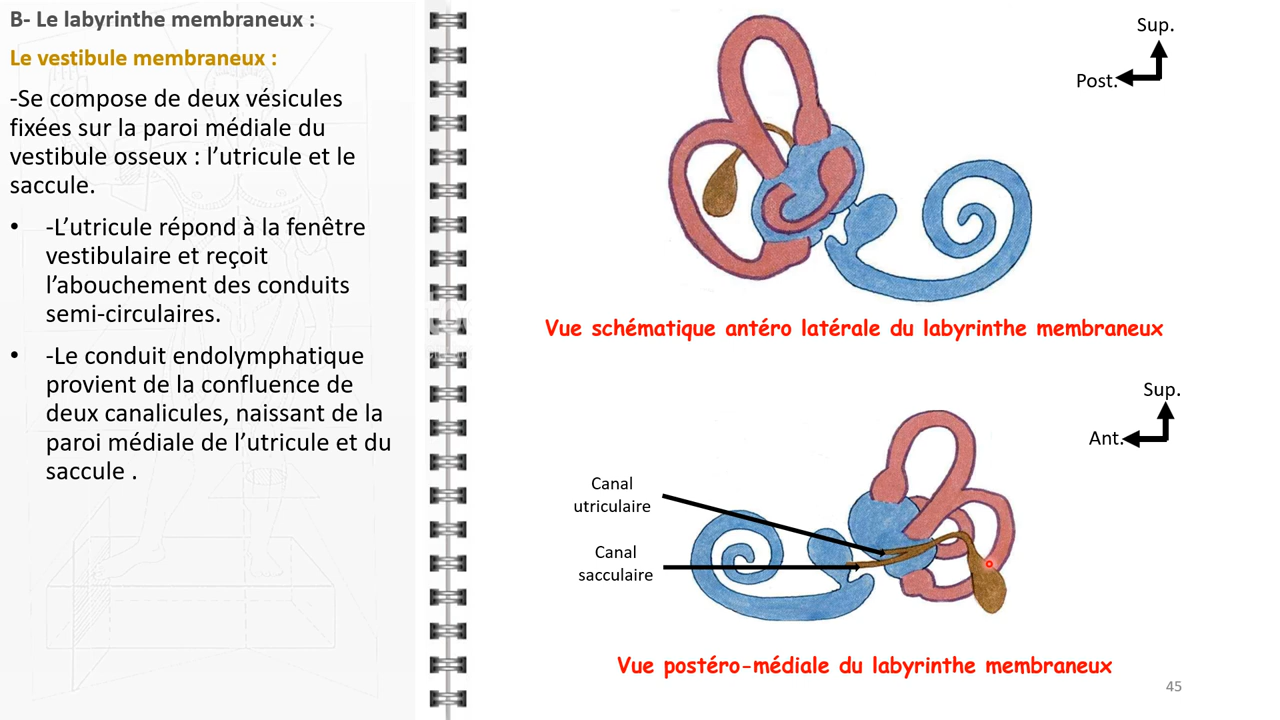 B- Le labyrinthe membraneux :
Le vestibule membraneux :
-Se compose de deux vésicules
fixées sur la paroi médiale du
vestibule osseux : l’utricule et le
saccule.
• -L’utricule répond à la fenêtre
vestibulaire et reçoit
l’abouchement des conduits
semi-circulaires.
• -Le conduit endolymphatique
provient de la confluence de
deux canalicules, naissant de la
paroi médiale de l’utricule et du
saccule .
Sup.
Post.
Vue schématique antéro latérale du labyrinthe membraneux
Sup.
Ant.
Canal
utriculaire
Canal
sacculaire
Vue postéro-médiale du labyrinthe membraneux
45